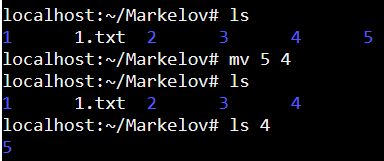 localhost:~/Markelov# ls
1 1.txt 2 3 4 5
localhost:~/Markelov# mv 5 4
localhost:~/Markelov# ls
1 1.txt 2 3 4
localhost:~/Markelov# ls 4
5